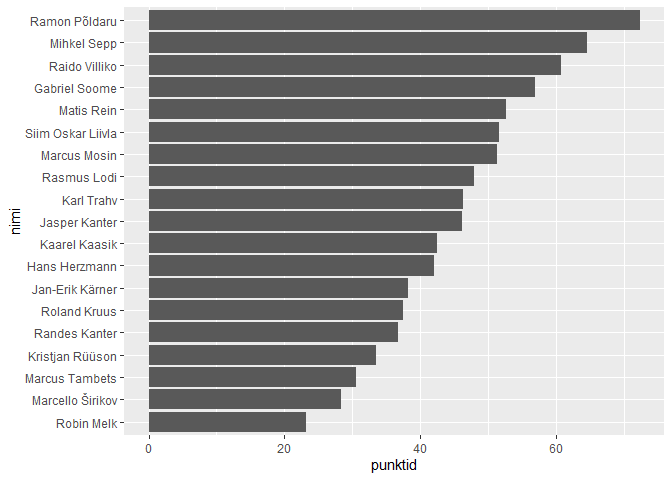 Ramon Põldaru
Mihkel Sepp
Raido Villiko
Gabriel Soome
Matis Rein
Siim Oskar Liivla
Marcus Mosin
Rasmus Lodi
Karl Trahv
Jasper Kanter
Kaarel Kaasik
Hans Herzmann
Jan-Erik Kärner
Roland Kruus
Randes Kanter
Kristjan Rüüson
Marcus Tambets
Marcello Širikov
Robin Melk
nimi
0 20 40 60
punktid